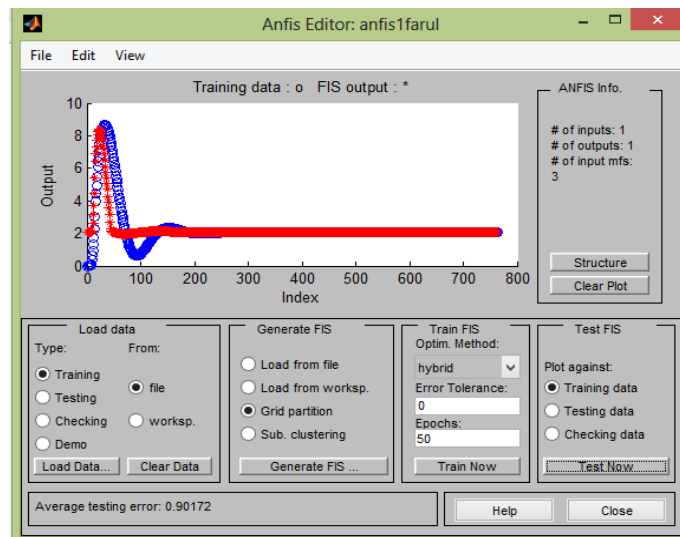 Anfis Editor: anfis1farul
File Edit View
Training data : o FIS output : *
10
8
6
4
2
0
Output
0 100 200 300 400 500 600 700 800
Index
ANFIS Info.
# of inputs: 1
# of outputs: 1
# of input mfs:
3
Structure
Clear Plot
Load data
Type: From:
Training
Testing
Checking
Demo
file
worksp.
Load Data... Clear Data
Generate FIS
Load from file
Load from worksp.
Grid partition
Sub. clustering
Generate FIS ...
Train FIS
Optim. Method:
hybrid
Error Tolerance:
0
Epochs:
50
Train Now
Test FIS
Plot against:
Training data
Testing data
Checking data
Test Now
Average testing error: 0.90172
Help Close